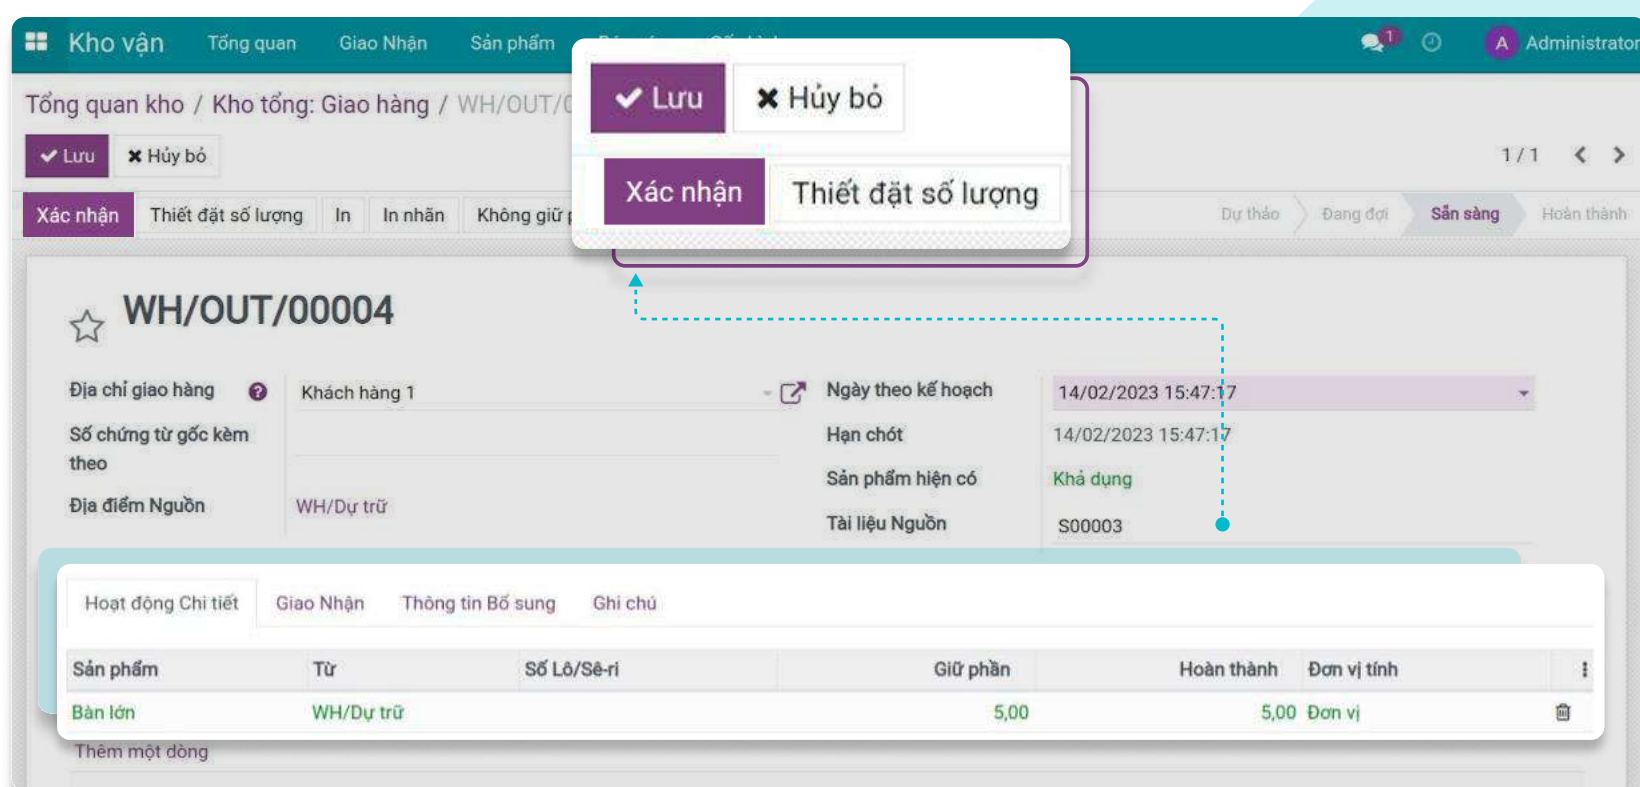 Kho vận Tổng quan Giao Nhận Sản phẩm 1 A Administrator
Tổng quan kho / Kho tổng: Giao hàng / WH/OUT/0
Lưu Hủy bỏ
Lưu Hủy bỏ 1 / 1
Xác nhận Thiết đặt số lượng
Xác nhận Thiết đặt số lượng In In nhãn Không giữ Dự thảo Đang đợi Sẵn sàng Hoàn thành
WH/OUT/00004
Địa chỉ giao hàng ? Khách hàng 1 Ngày theo kế hoạch 14/02/2023 15:47:17
Số chứng từ gốc kèm theo Hạn chót 14/02/2023 15:47:17
Sản phẩm hiện có Khả dụng
Địa điểm Nguồn WH/Dự trữ Tài liệu Nguồn S00003
Hoạt động Chi tiết Giao Nhận Thông tin Bổ sung Ghi chú
Sản phẩm Từ Số Lô/Sê-ri Giữ phần Hoàn thành Đơn vị tính
Bàn lớn WH/Dự trữ 5,00 5,00 Đơn vị
Thêm một dòng